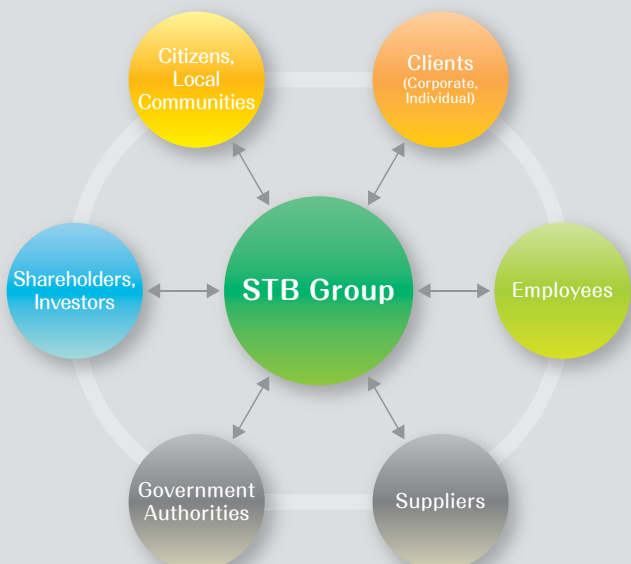 Citizens,
Local
Communities
Clients
(Corporate,
Individual)
Shareholders,
Investors
STB Group
Employees
Government
Authorities
Suppliers